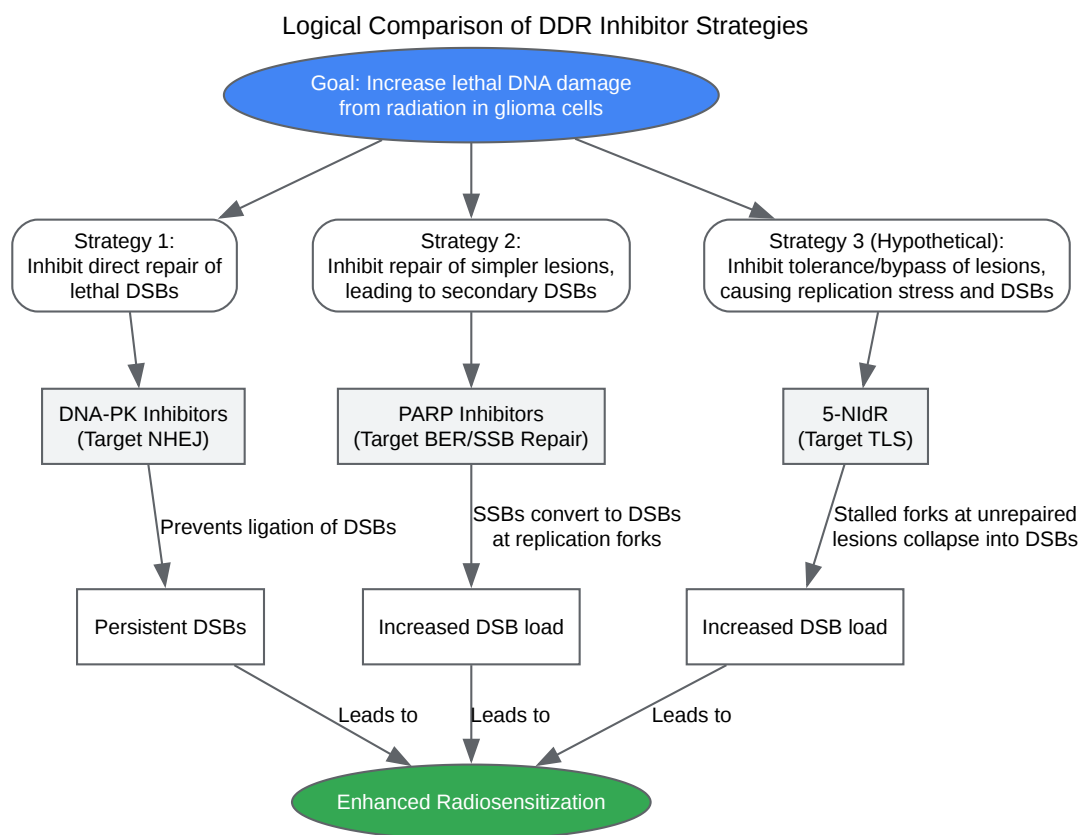 Logical Comparison of DDR Inhibitor Strategies
Goal: Increase lethal DNA damage
from radiation in glioma cells
Strategy 1:
Inhibit direct repair of
lethal DSBs
Strategy 2:
Inhibit repair of simpler lesions,
leading to secondary DSBs
Strategy 3 (Hypothetical):
Inhibit tolerance/bypass of lesions,
causing replication stress and DSBs
DNA-PK Inhibitors
(Target NHEJ)
PARP Inhibitors
(Target BER/SSB Repair)
5-NIdR
(Target TLS)
Prevents ligation of DSBs
SSBs convert to DSBs
at replication forks
Stalled forks at unrepaired
lesions collapse into DSBs
Persistent DSBs
Increased DSB load
Increased DSB load
Leads to
Leads to
Leads to
Enhanced Radiosensitization